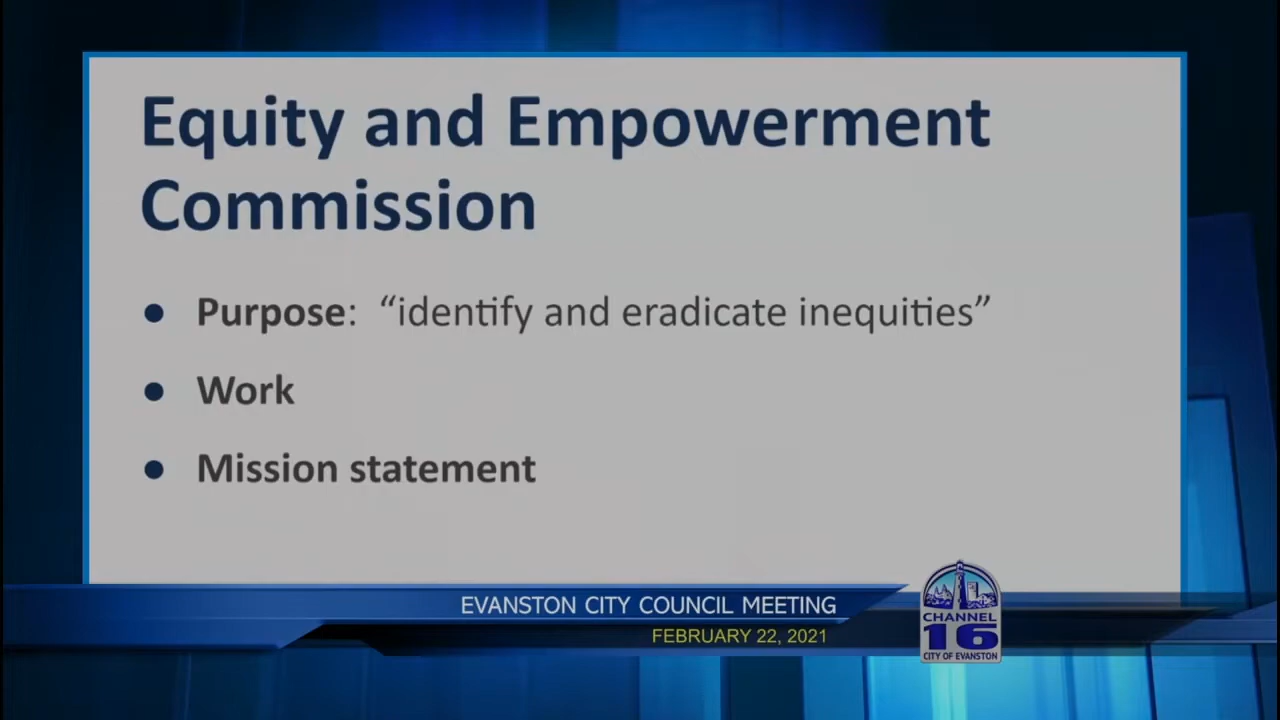 Equity and Empowerment
Commission
● Purpose: “identify and eradicate inequities”
● Work
● Mission statement
EVANSTON CITY COUNCIL MEETING
FEBRUARY 22, 2021
CHANNEL
16
CITY OF EVANSTON